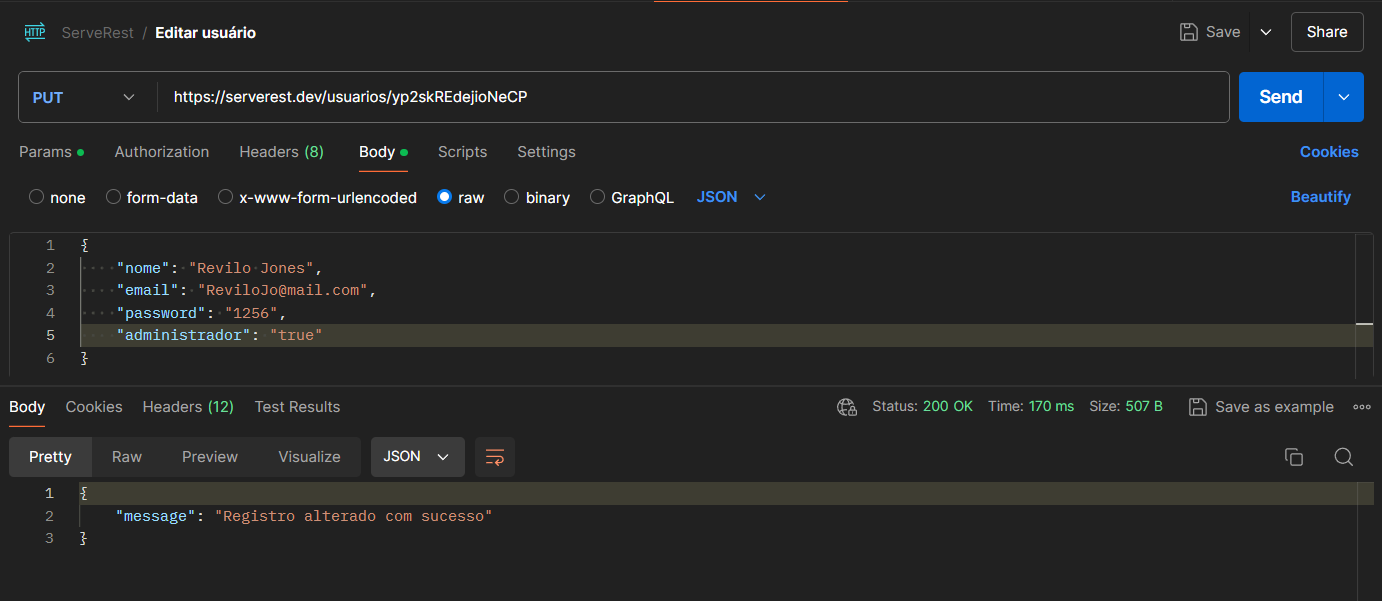 HTTP ServeRest / Editar usuário Save Share
PUT https://serverest.dev/usuarios/yp2skREdejioNeCP Send
Params Authorization Headers (8) Body Scripts Settings Cookies
none form-data x-www-form-urlencoded raw binary GraphQL JSON Beautify
1 {
2 "nome": "Revilo Jones",
3 "email": "ReviloJo@mail.com",
4 "password": "1256",
5 "administrador": "true"
6 }
Body Cookies Headers (12) Test Results Status: 200 OK Time: 170 ms Size: 507 B Save as example
Pretty Raw Preview Visualize JSON
1 {
2 "message": "Registro alterado com sucesso"
3 }